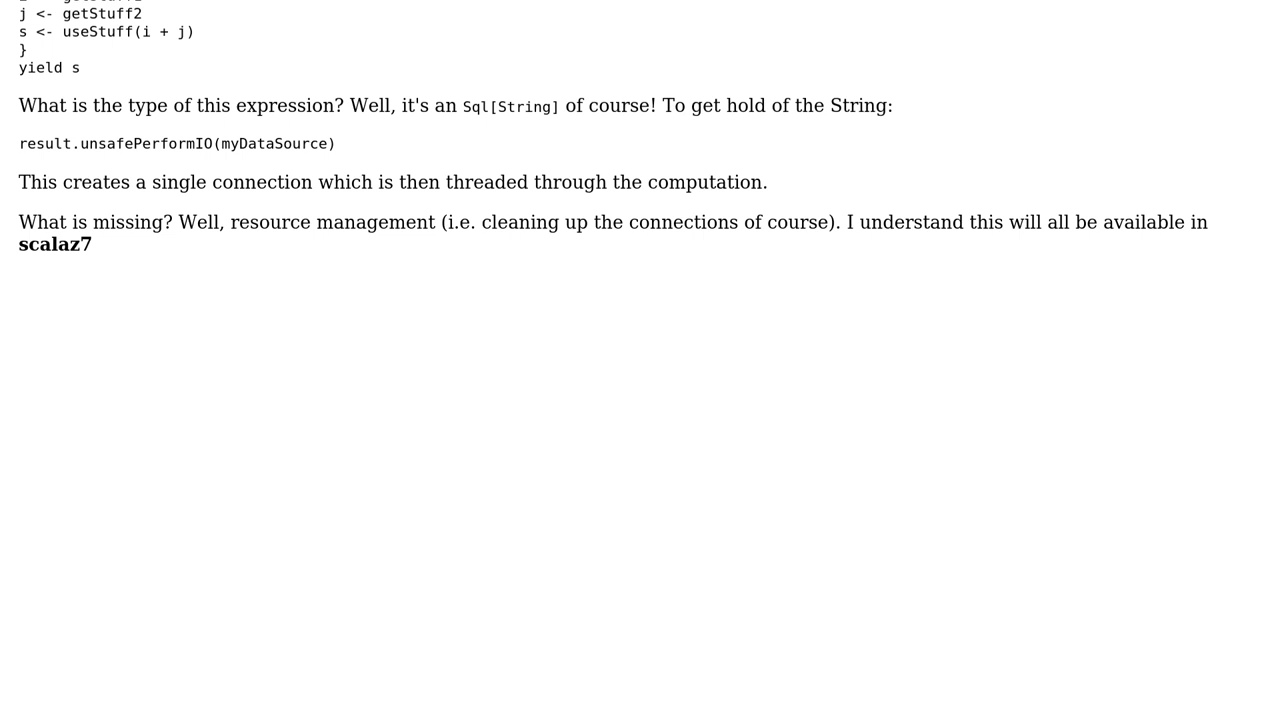 j <- getStuff2
s <- useStuff(i + j)
}
yield s
What is the type of this expression? Well, it's an Sql[String] of course! To get hold of the String:
result.unsafePerformIO(myDataSource)
This creates a single connection which is then threaded through the computation.
What is missing? Well, resource management (i.e. cleaning up the connections of course). I understand this will all be available in
scalaz7